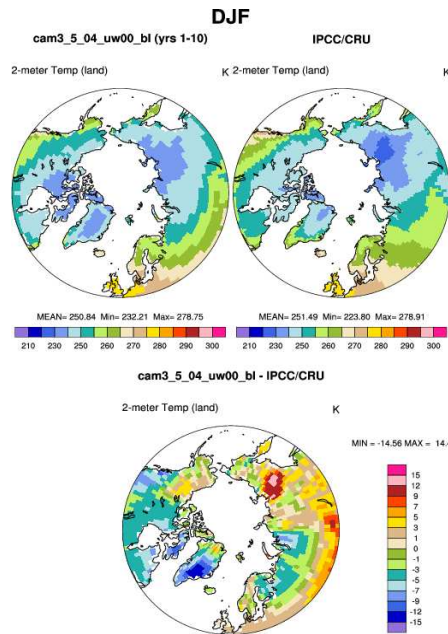 DJF
cam3_5_04_uw00_bl (yrs 1-10)
IPCC/CRU
2-meter Temp (land) K
2-meter Temp (land) K
MEAN= 250.84 Min= 232.21 Max= 278.75
MEAN= 251.49 Min= 223.80 Max= 278.91
210 230 250 260 270 280 290 300
210 230 250 260 270 280 290 300
cam3_5_04_uw00_bl - IPCC/CRU
2-meter Temp (land) K
MIN = -14.56 MAX = 14.
15
12
9
7
5
3
1
0
-1
-3
-5
-7
-9
-12
-15